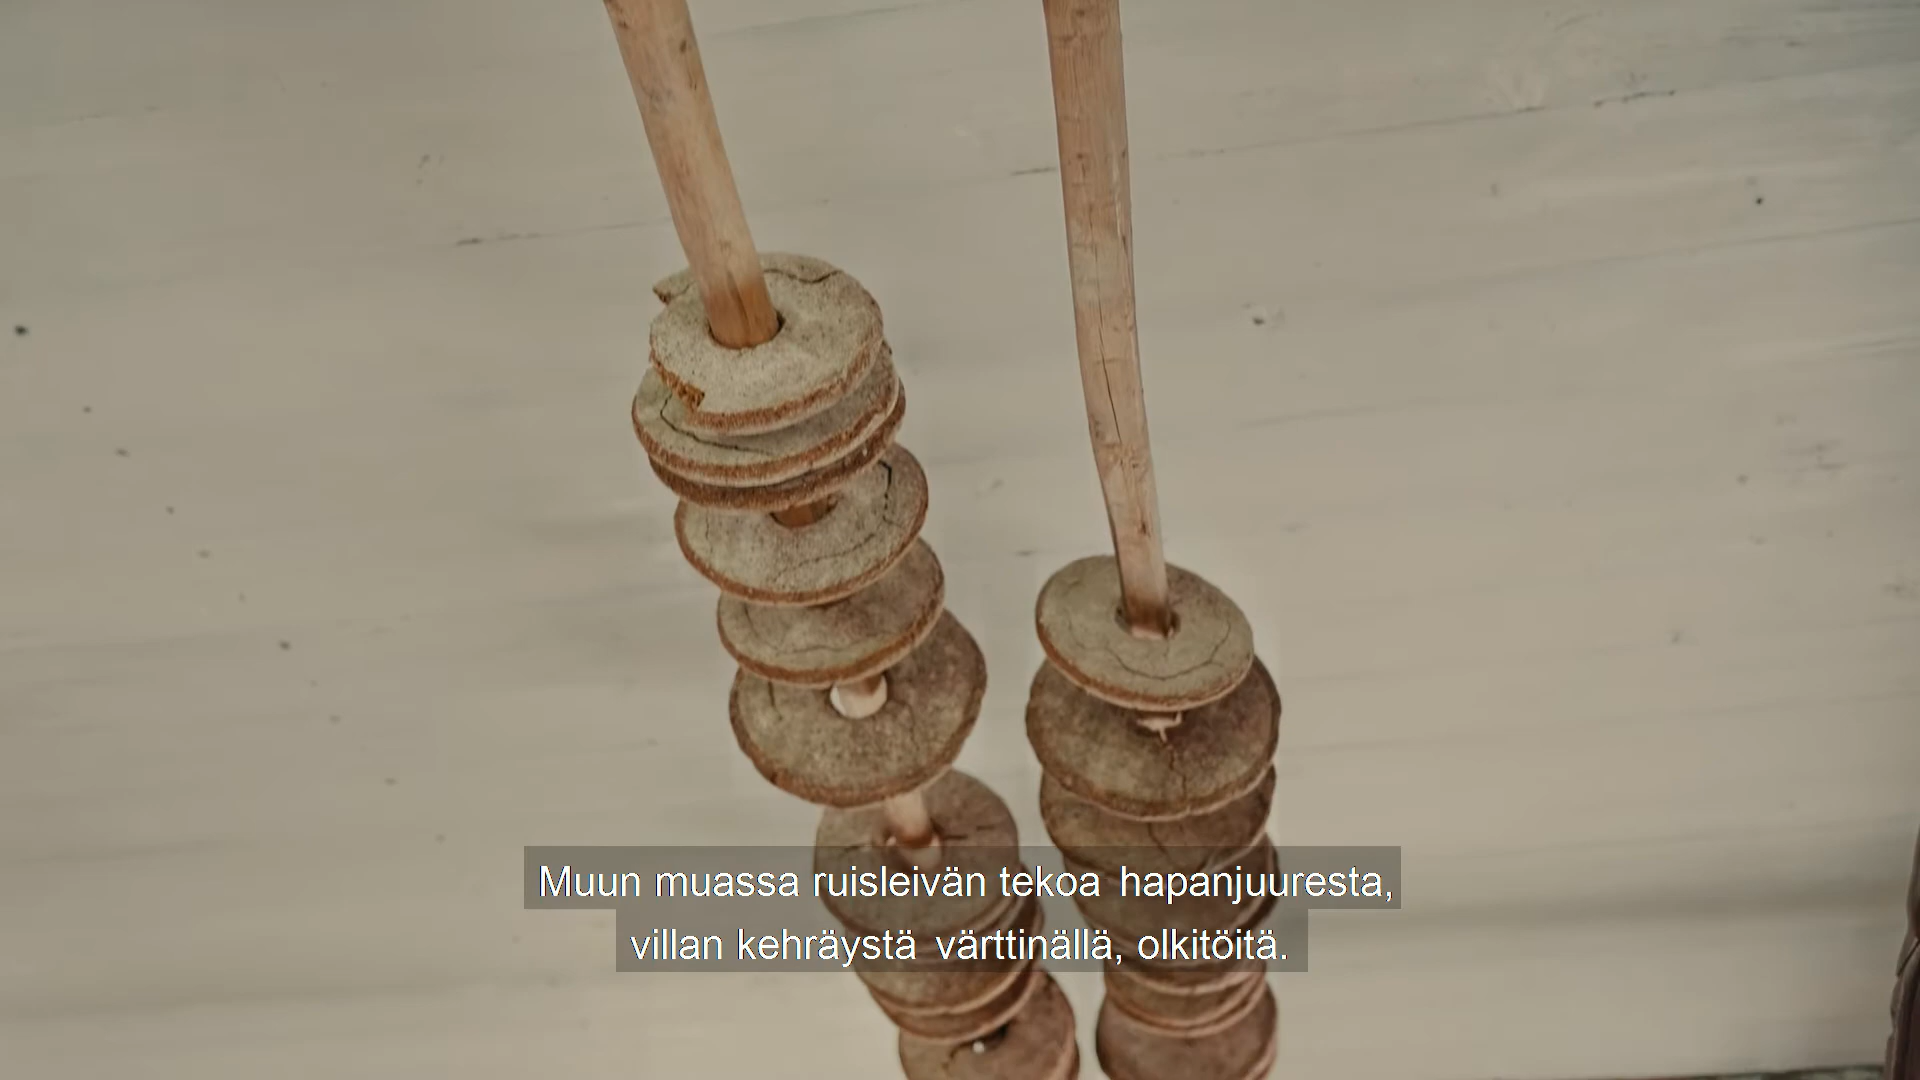 Muun muassa ruisleivän tekoa hapanjuuresta,
villan kehräystä värttinällä, olkitöitä.